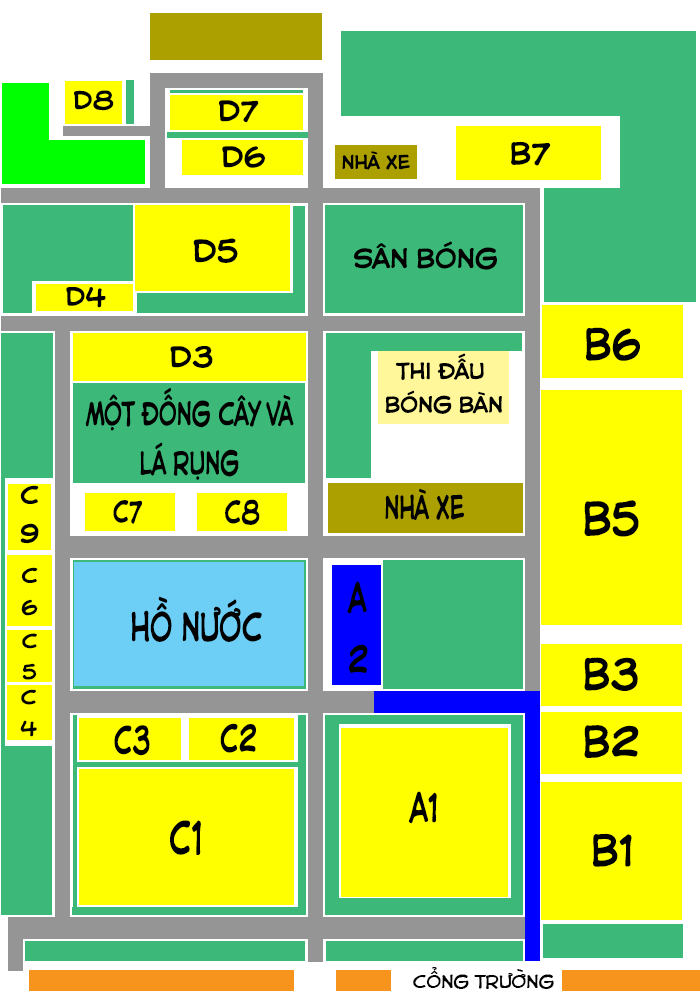 D8
D7
D6
NHÀ XE
B7
D5
SÂN BÓNG
D4
B6
D3
THI ĐẤU
BÓNG BÀN
MỘT ĐỐNG CÂY VÀ
LÁ RỤNG
C
9
C7
C8
NHÀ XE
B5
C
6
HỒ NƯỚC
A
2
C
5
B3
C
4
C3
C2
B2
C1
A1
B1
CỔNG TRƯỜNG